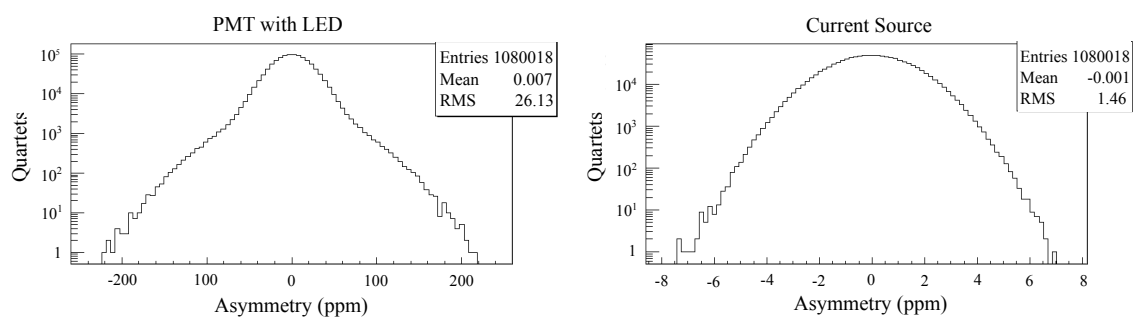 PMT with LED
Entries 1080018
Mean 0.007
RMS 26.13
10⁵
10⁴
10³
10²
10
1
Quartets
-200 100 0 100 200
Asymmetry (ppm)
Current Source
Entries 1080018
Mean -0.001
RMS 1.46
10⁴
10³
10²
10
1
Quartets
-8 -6 -4 -2 0 2 4 6 8
Asymmetry (ppm)